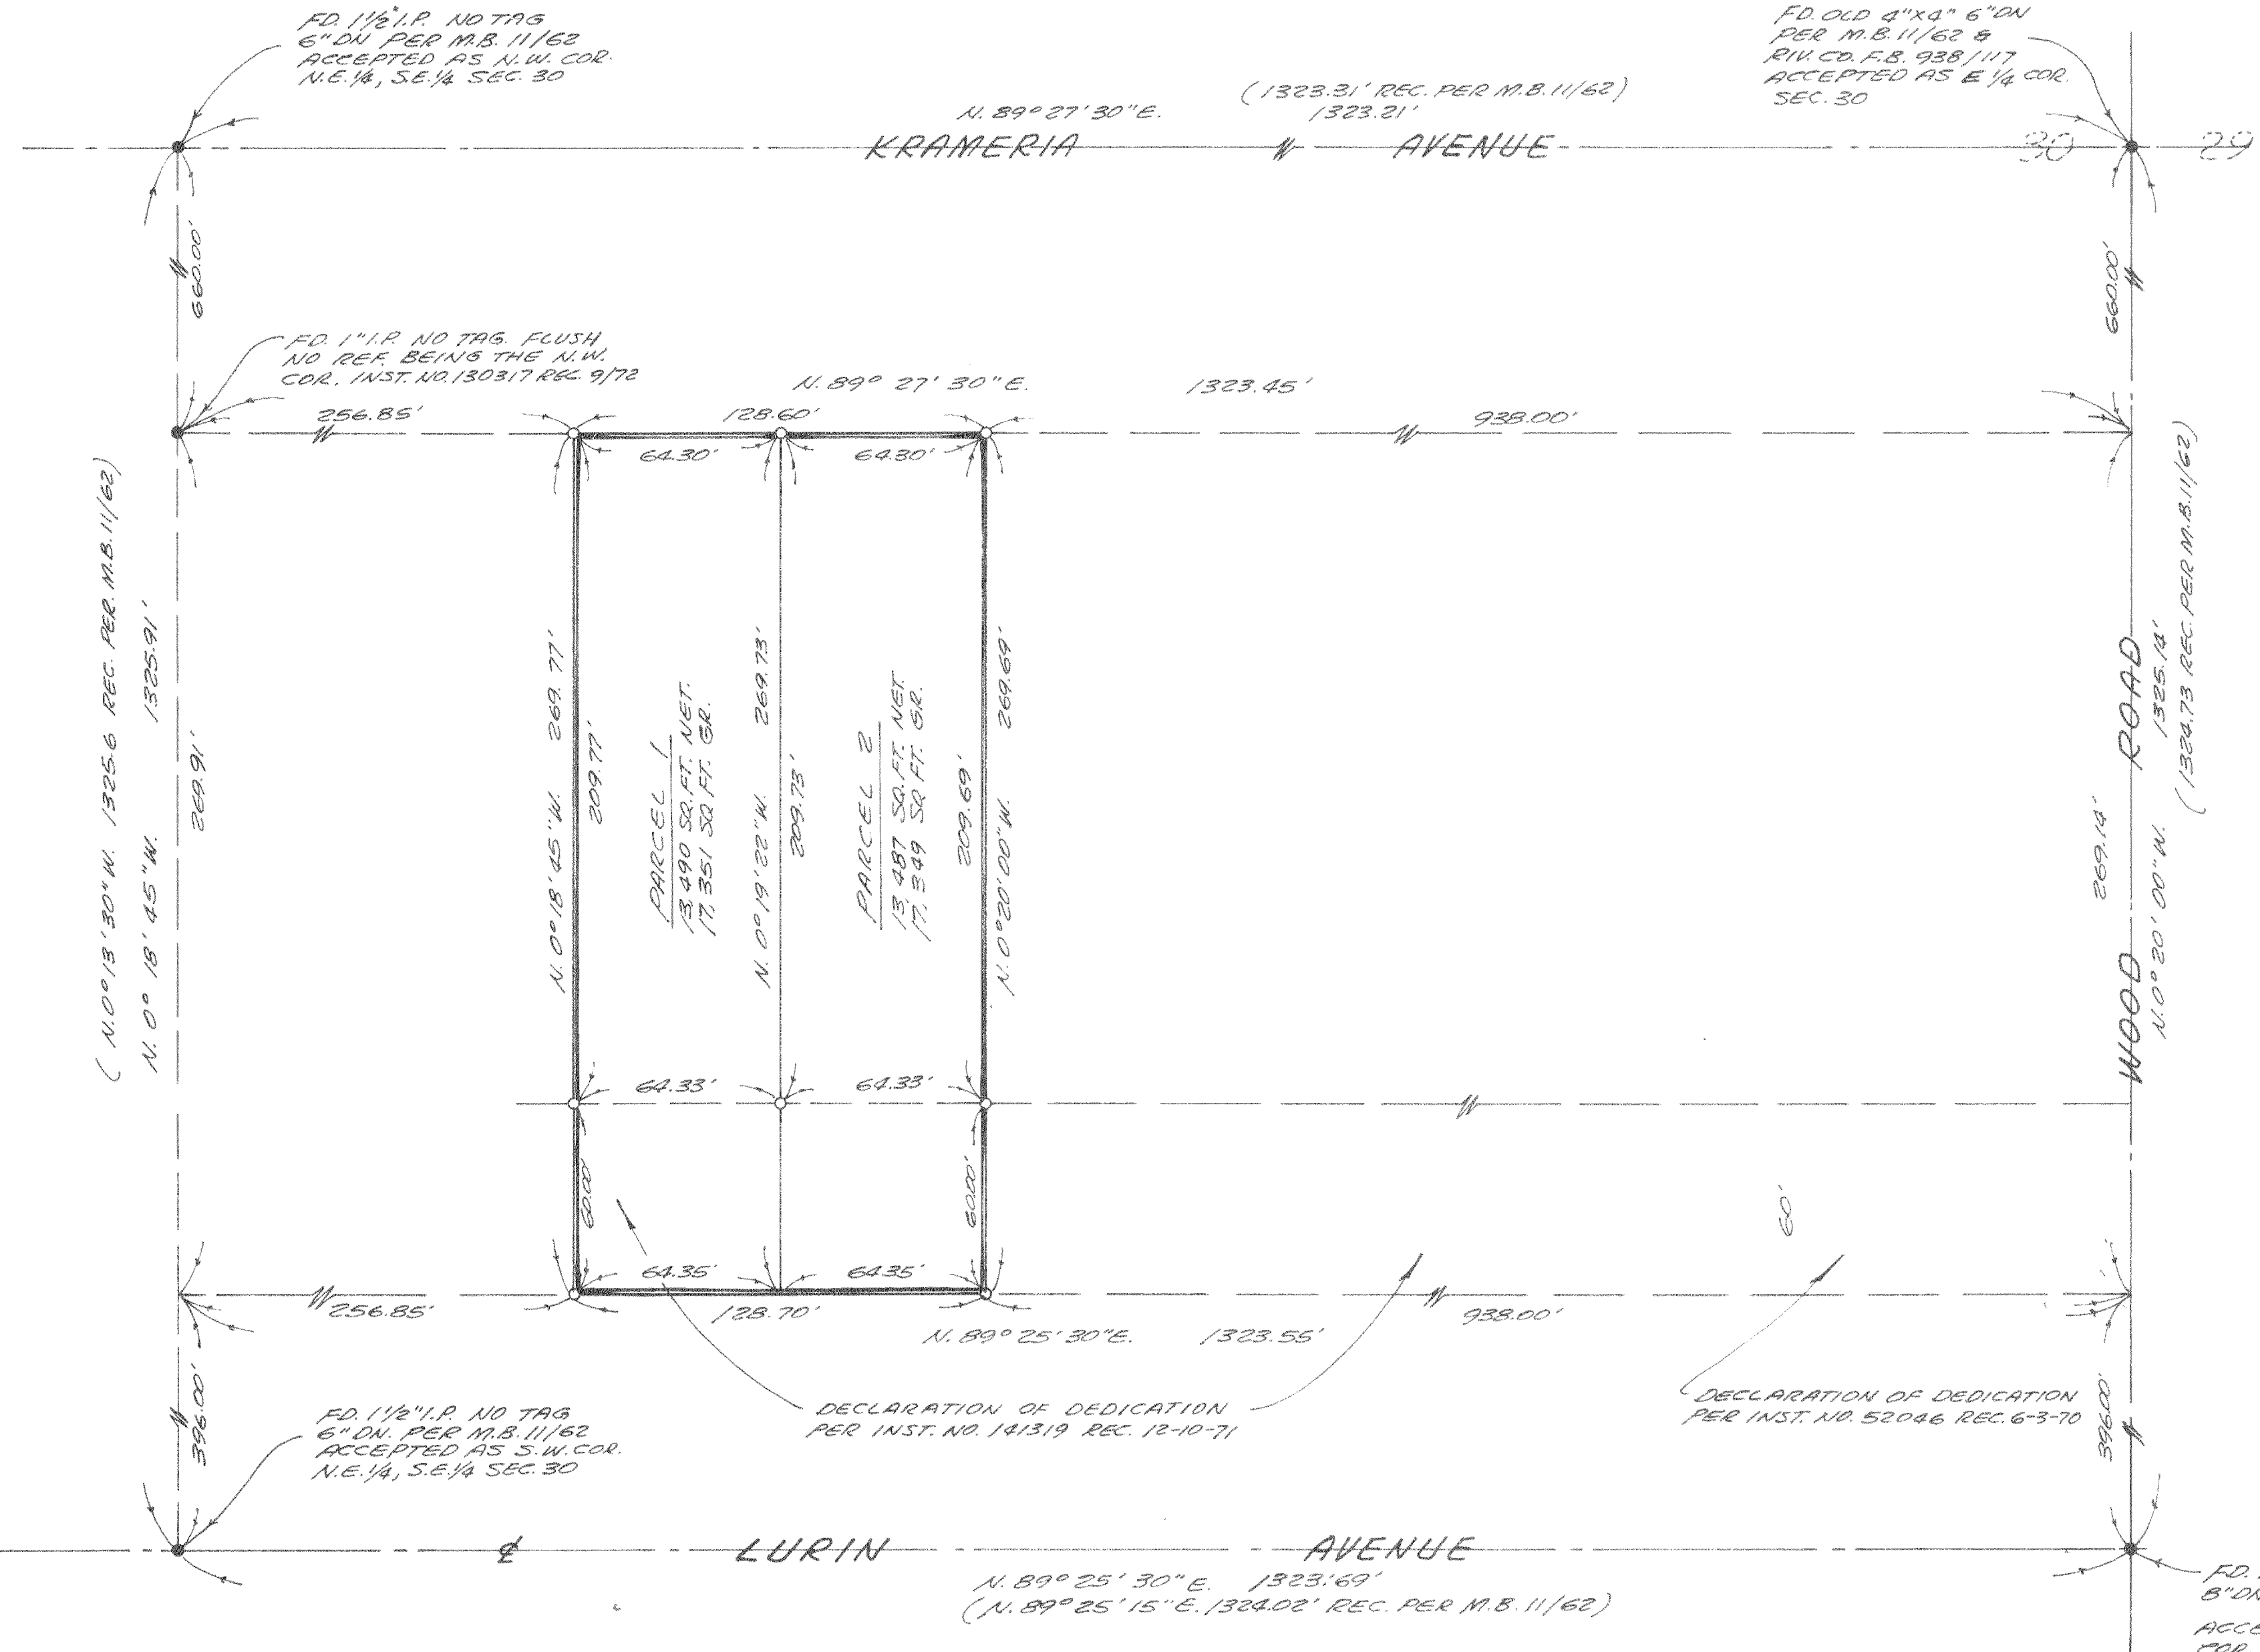 FD. 1½" I.P. NO TAG
6" DN PER M.B. 11/62
ACCEPTED AS N.W. COR.
N.E.¼, S.E.¼ SEC. 30
FD. OLD 4"X4" 6" DN
PER M.B. 11/62 &
RIV. CO. F.B. 938/117
ACCEPTED AS E ¼ COR.
SEC. 30
(1323.31' REC. PER M.B. 11/62)
N. 89° 27' 30" E. 1323.21'
KRAMERIA AVENUE
30 29
660.00'
660.00'
FD. 1" I.P. NO TAG. FLUSH
NO REF. BEING THE N.W.
COR. INST. NO. 130317 REC. 9/72
N. 89° 27' 30" E. 1323.45'
256.85' 128.60' 938.00'
64.30' 64.30'
(N. 0° 13' 30" W. 1325.6 REC. PER. M.B. 11/62)
N. 0° 18' 45" W. 1325.91'
269.91'
N. 0° 18' 45" W. 269.77'
209.77'
PARCEL 1
13,490 SQ. FT. NET.
17,351 SQ FT. GR.
N. 0° 19' 22" W. 269.73'
209.73'
PARCEL 2
13,487 SQ. FT. NET.
17,349 SQ FT. GR.
209.69'
N. 0° 20' 00" W. 269.69'
269.14'
WOOD ROAD
N. 0° 20' 00" W. 1325.14'
(1324.73 REC. PER M.B. 11/62)
64.33' 64.33'
60.00' 60.00'
60'
64.35' 64.35'
256.85' 128.70' 938.00'
N. 89° 25' 30" E. 1323.55'
396.00'
396.00'
DECLARATION OF DEDICATION
PER INST. NO. 141319 REC. 12-10-71
DECLARATION OF DEDICATION
PER INST. NO. 52046 REC. 6-3-70
FD. 1½" I.P. NO TAG
6" DN. PER M.B. 11/62
ACCEPTED AS S.W. COR.
N.E.¼, S.E.¼ SEC. 30
℄ LURIN AVENUE
N. 89° 25' 30" E. 1323.69'
(N. 89° 25' 15" E. 1324.02' REC. PER M.B. 11/62)
FD.
8" DN